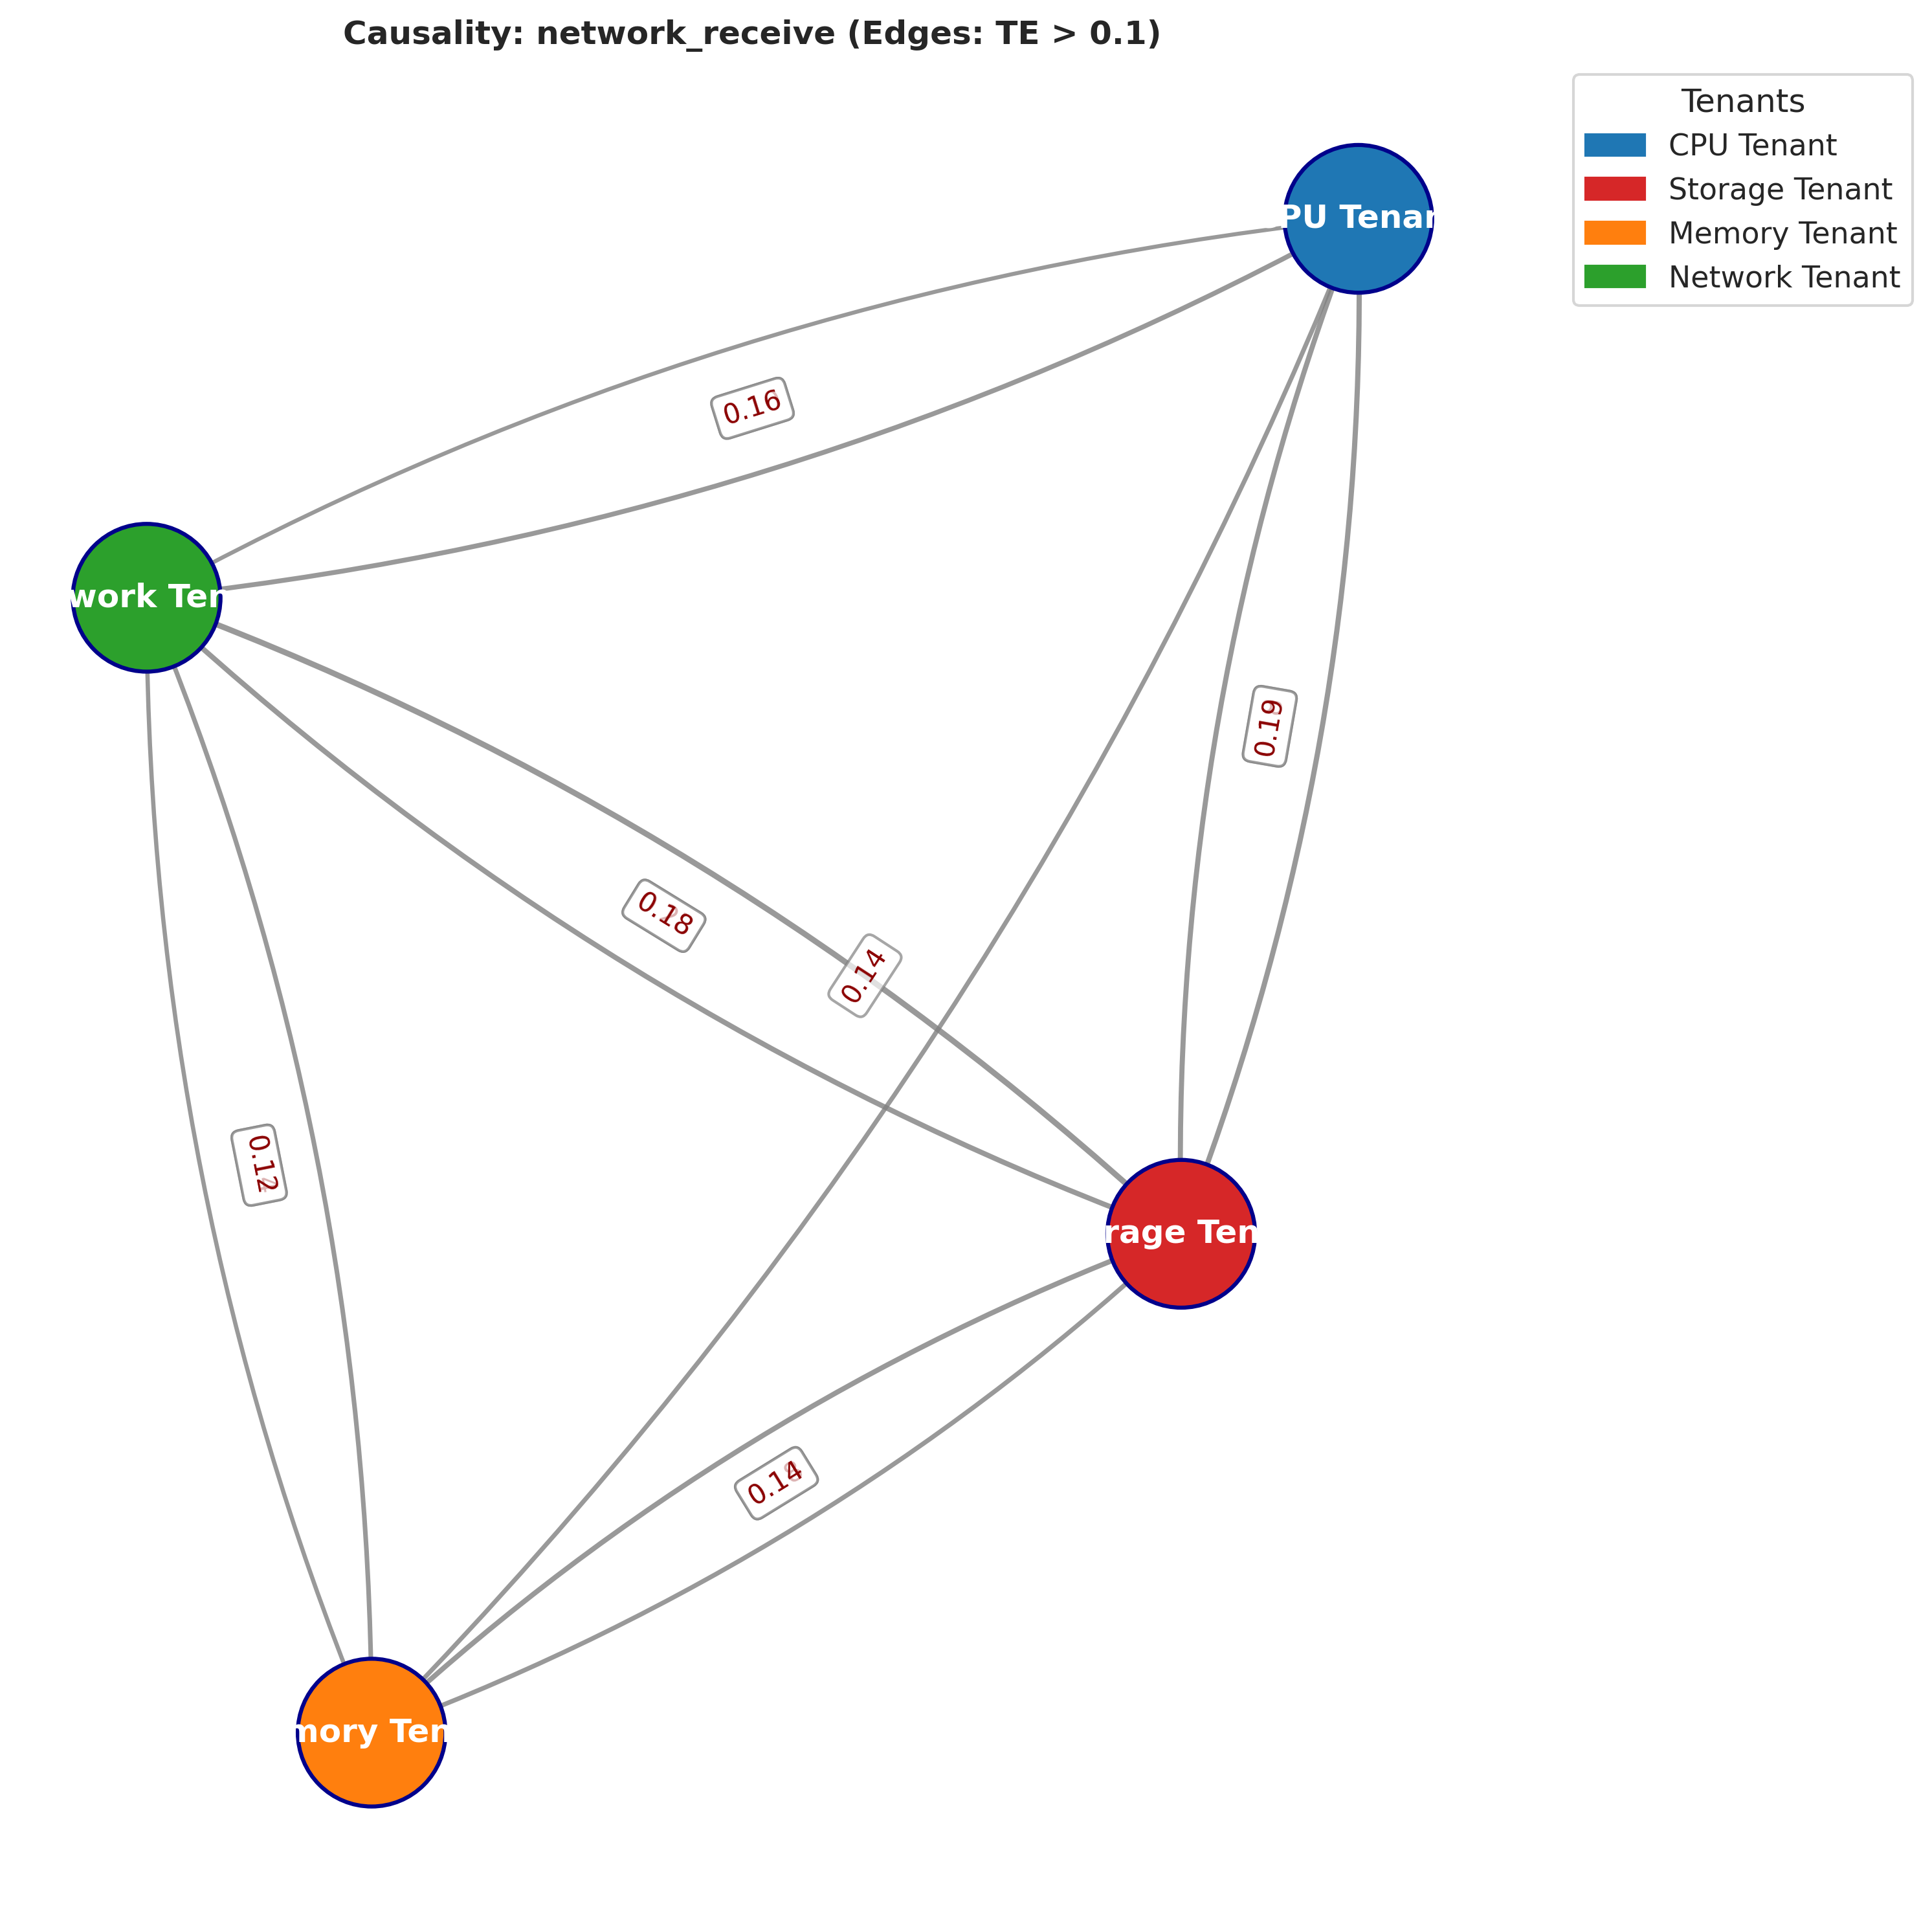 Causality: network_receive (Edges: TE > 0.1)
Tenants
CPU Tenant
Storage Tenant
Memory Tenant
Network Tenant
PU Tenan
0.16
work Ten
0.19
0.18
0.14
0.12
rage Ten
0.14
mory Ten